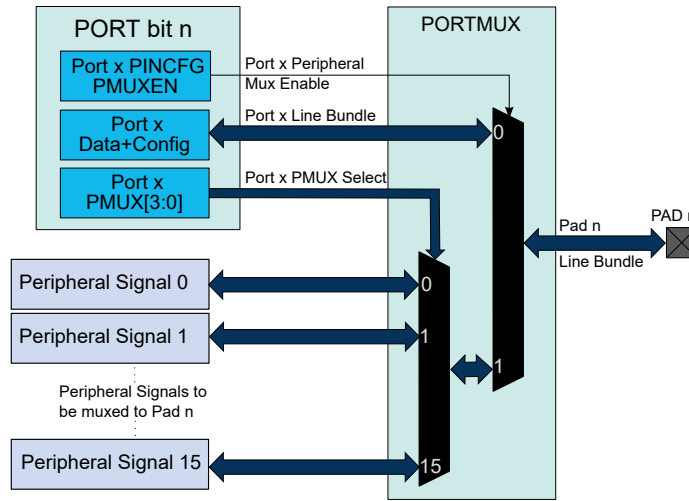 PORT bit n
PORTMUX
Port x PINCFG
PMUXEN
Port x Peripheral
Mux Enable
Port x
Data+Config
Port x Line Bundle
0
Port x
PMUX[3:0]
Port x PMUX Select
Pad n
Line Bundle
PAD n
Peripheral Signal 0
0
Peripheral Signal 1
1
1
Peripheral Signals to
be muxed to Pad n
Peripheral Signal 15
15